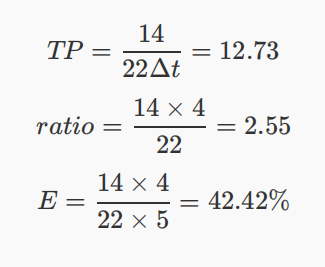 TP = 14 / 22Δt = 12.73
ratio = 14 × 4 / 22 = 2.55
E = 14 × 4 / 22 × 5 = 42.42%